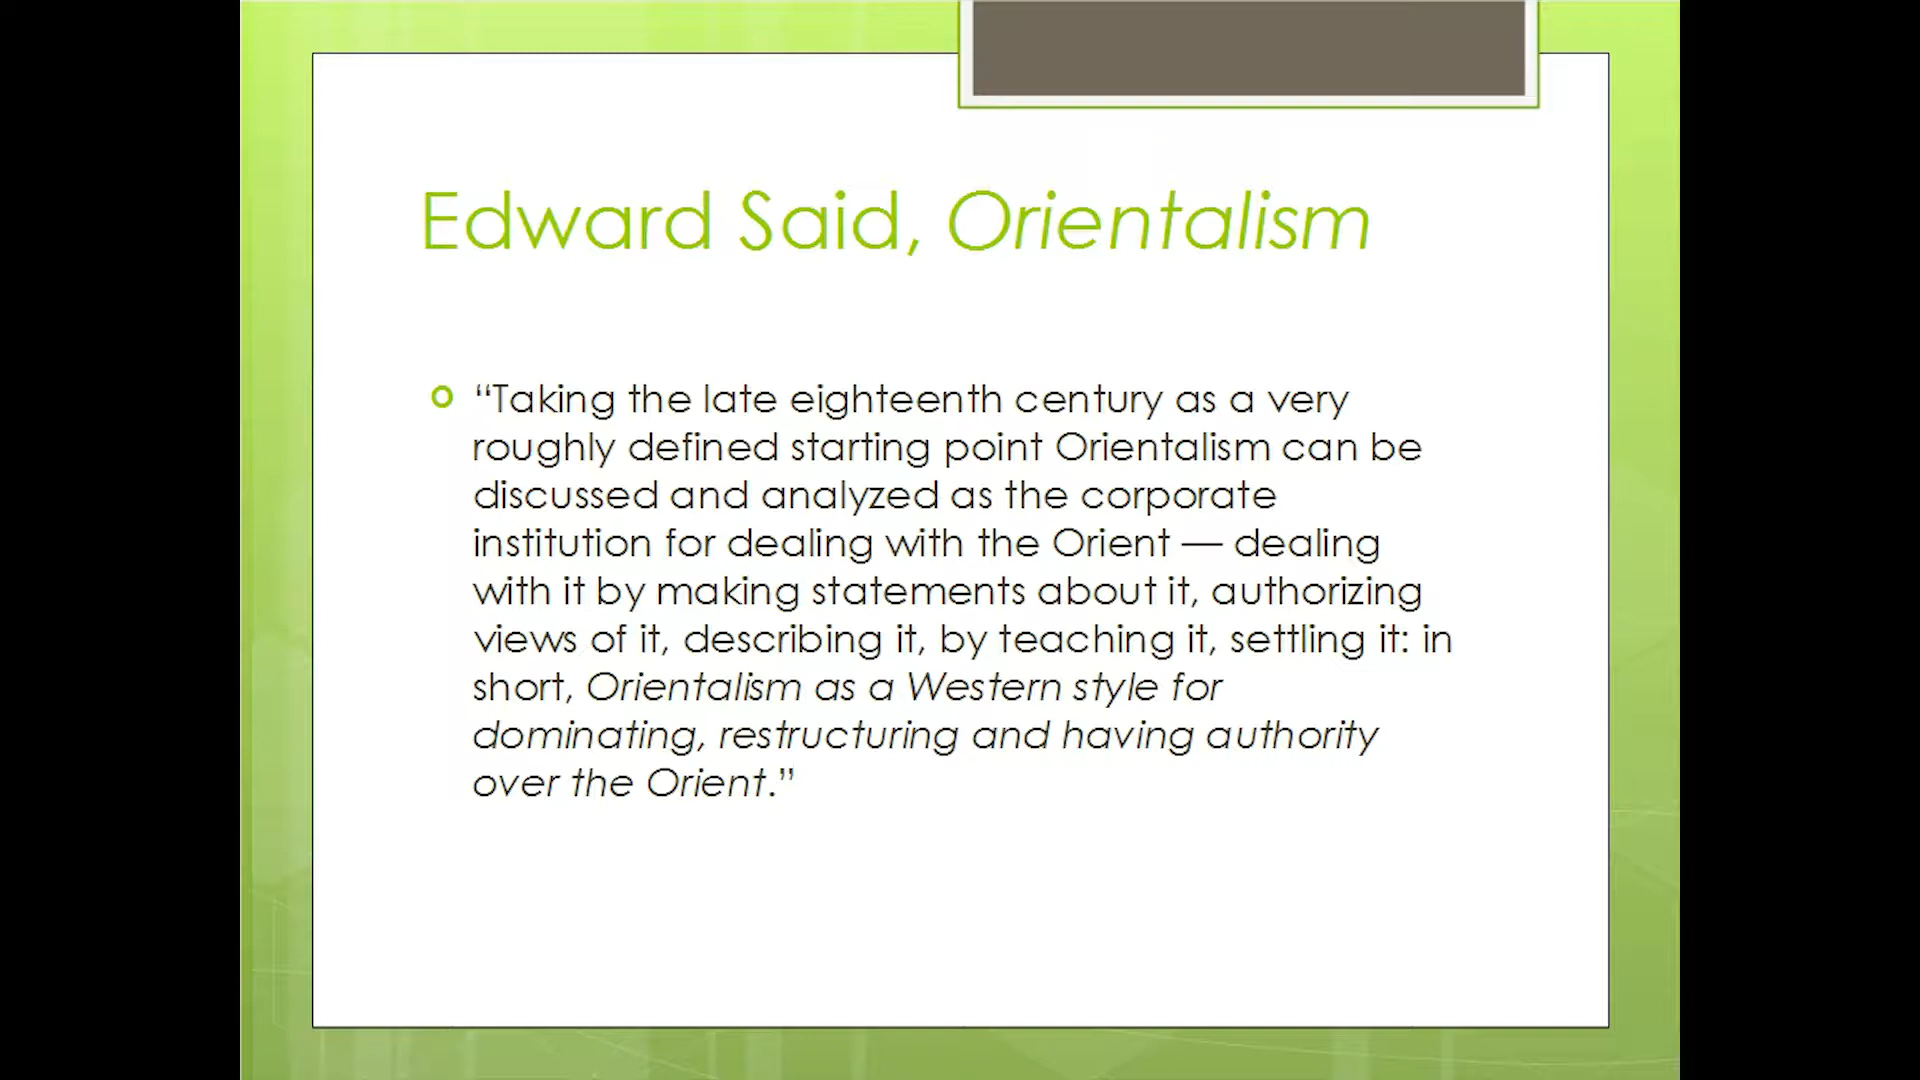 Edward Said, Orientalism
“Taking the late eighteenth century as a very
roughly defined starting point Orientalism can be
discussed and analyzed as the corporate
institution for dealing with the Orient — dealing
with it by making statements about it, authorizing
views of it, describing it, by teaching it, settling it: in
short, Orientalism as a Western style for
dominating, restructuring and having authority
over the Orient.”